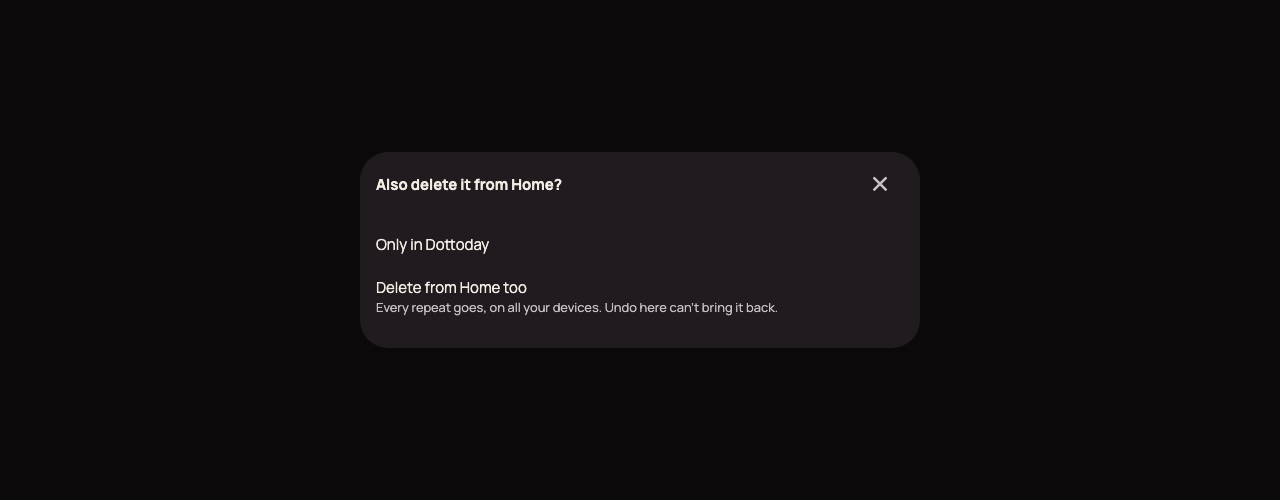 Also delete it from Home?
Only in Dottoday
Delete from Home too
Every repeat goes, on all your devices. Undo here can't bring it back.